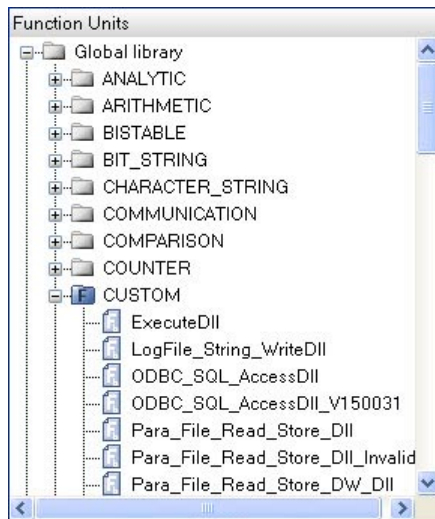 Function Units
Global library
ANALYTIC
ARITHMETIC
BISTABLE
BIT_STRING
CHARACTER_STRING
COMMUNICATION
COMPARISON
COUNTER
F CUSTOM
ExecuteDll
LogFile_String_WriteDll
ODBC_SQL_AccessDll
ODBC_SQL_AccessDll_V150031
Para_File_Read_Store_Dll
Para_File_Read_Store_Dll_Invalid
Para_File_Read_Store_DW_Dll